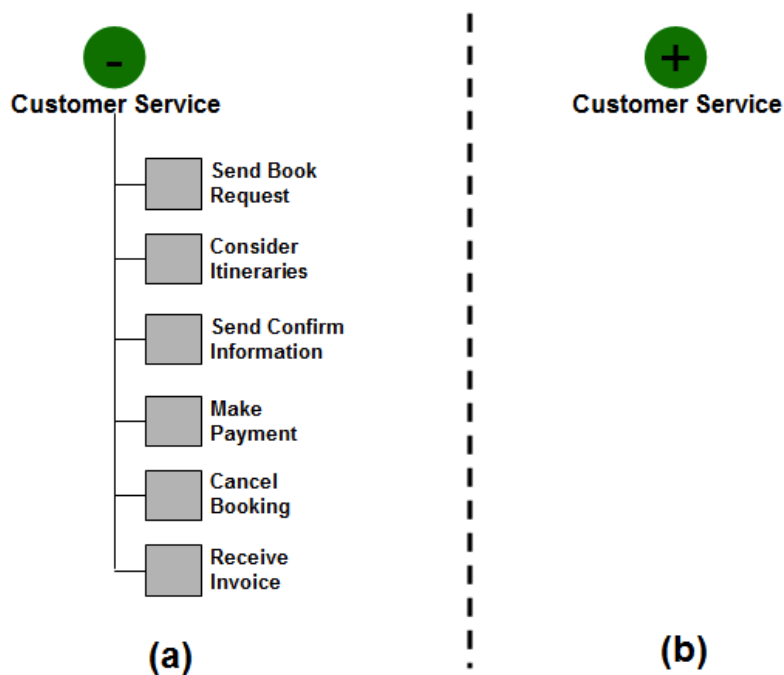 -
Customer Service
Send Book
Request
Consider
Itineraries
Send Confirm
Information
Make
Payment
Cancel
Booking
Receive
Invoice
(a)
+
Customer Service
(b)